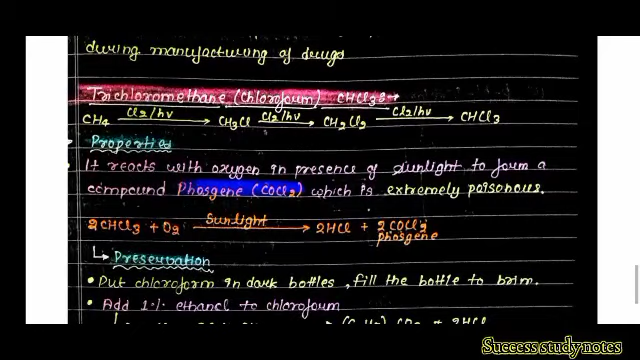 during manufacturing of drugs
Trichloromethane (Chloroform) CHCl3 :-
CH4 Cl2/hν → CH3Cl Cl2/hν → CH2Cl2 Cl2/hν → CHCl3
Properties
It reacts with oxygen in presence of sunlight to form a
compound Phosgene (COCl2) which is extremely poisonous.
2CHCl3 + O2 Sunlight → 2HCl + 2COCl2
phosgene
↳ Preservation
• Put chloroform in dark bottles, fill the bottle to brim.
• Add 1% ethanol to chloroform
+ 2HCl
Success study notes